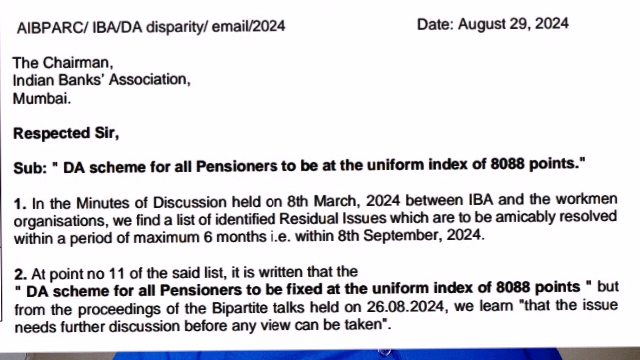 AIBPARC/ IBA/DA disparity/ email/2024 Date: August 29, 2024
The Chairman,
Indian Banks' Association,
Mumbai.
Respected Sir,
Sub: " DA scheme for all Pensioners to be at the uniform index of 8088 points."
1. In the Minutes of Discussion held on 8th March, 2024 between IBA and the workmen
organisations, we find a list of identified Residual Issues which are to be amicably resolved
within a period of maximum 6 months i.e. within 8th September, 2024.
2. At point no 11 of the said list, it is written that the
" DA scheme for all Pensioners to be fixed at the uniform index of 8088 points " but
from the proceedings of the Bipartite talks held on 26.08.2024, we learn "that the issue
needs further discussion before any view can be taken".